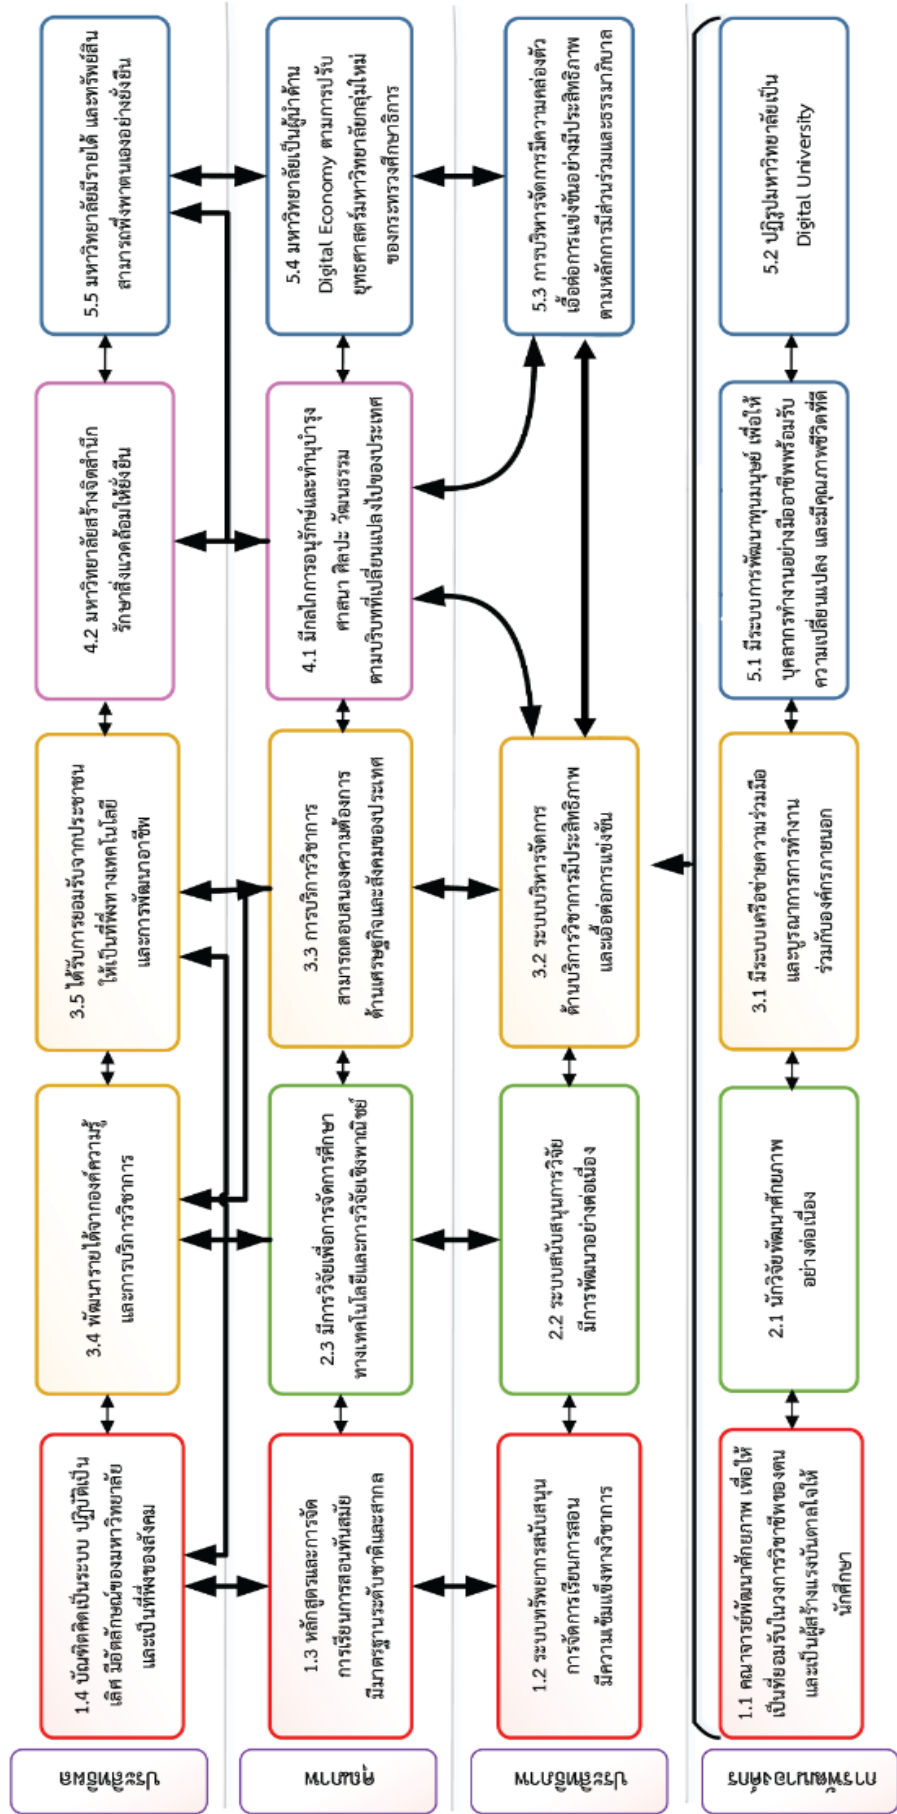 ประสิทธิผล
1.4 บัณฑิตคิดเป็นระบบ ปฏิบัติเป็น
เลิศ มีอัตลักษณ์ของมหาวิทยาลัย
และเป็นที่พึ่งของสังคม
3.4 พัฒนารายได้จากองค์ความรู้
และการบริการวิชาการ
3.5 ได้รับการยอมรับจากประชาชน
ให้เป็นที่พึ่งทางเทคโนโลยี
และการพัฒนาอาชีพ
4.2 มหาวิทยาลัยสร้างจิตสำนึก
รักษาสิ่งแวดล้อมให้ยั่งยืน
5.5 มหาวิทยาลัยมีรายได้ และทรัพย์สิน
สามารถพึ่งพาตนเองอย่างยั่งยืน
คุณภาพ
1.3 หลักสูตรและการจัด
การเรียนการสอนทันสมัย
มีมาตรฐานระดับชาติและสากล
2.3 มีการวิจัยเพื่อการจัดการศึกษา
ทางเทคโนโลยีและการวิจัยเชิงพาณิชย์
3.3 การบริการวิชาการ
สามารถตอบสนองความต้องการ
ด้านเศรษฐกิจและสังคมของประเทศ
4.1 มีกลไกการอนุรักษ์และทำนุบำรุง
ศาสนา ศิลปะ วัฒนธรรม
ตามบริบทที่เปลี่ยนแปลงไปของประเทศ
5.4 มหาวิทยาลัยเป็นผู้นำด้าน
Digital Economy ตามการปรับ
ยุทธศาสตร์มหาวิทยาลัยกลุ่มใหม่
ของกระทรวงศึกษาธิการ
ประสิทธิภาพ
1.2 ระบบทรัพยากรสนับสนุน
การจัดการเรียนการสอน
มีความเข้มแข็งทางวิชาการ
2.2 ระบบสนับสนุนการวิจัย
มีการพัฒนาอย่างต่อเนื่อง
3.2 ระบบบริหารจัดการ
ด้านบริการวิชาการมีประสิทธิภาพ
และเอื้อต่อการแข่งขัน
5.3 การบริหารจัดการมีความคล่องตัว
เอื้อต่อการแข่งขันอย่างมีประสิทธิภาพ
ตามหลักการมีส่วนร่วมและธรรมาภิบาล
การพัฒนาองค์กร
1.1 คณาจารย์พัฒนาศักยภาพ เพื่อให้
เป็นที่ยอมรับในวงการวิชาชีพของตน
และเป็นผู้สร้างแรงบันดาลใจให้
นักศึกษา
2.1 นักวิจัยพัฒนาศักยภาพ
อย่างต่อเนื่อง
3.1 มีระบบเครือข่ายความร่วมมือ
และบูรณาการการทำงาน
ร่วมกับองค์กรภายนอก
5.1 มีระบบการพัฒนาทุนมนุษย์ เพื่อให้
บุคลากรทำงานอย่างมืออาชีพพร้อมรับ
ความเปลี่ยนแปลง และมีคุณภาพชีวิตที่ดี
5.2 ปฏิรูปมหาวิทยาลัยเป็น
Digital University